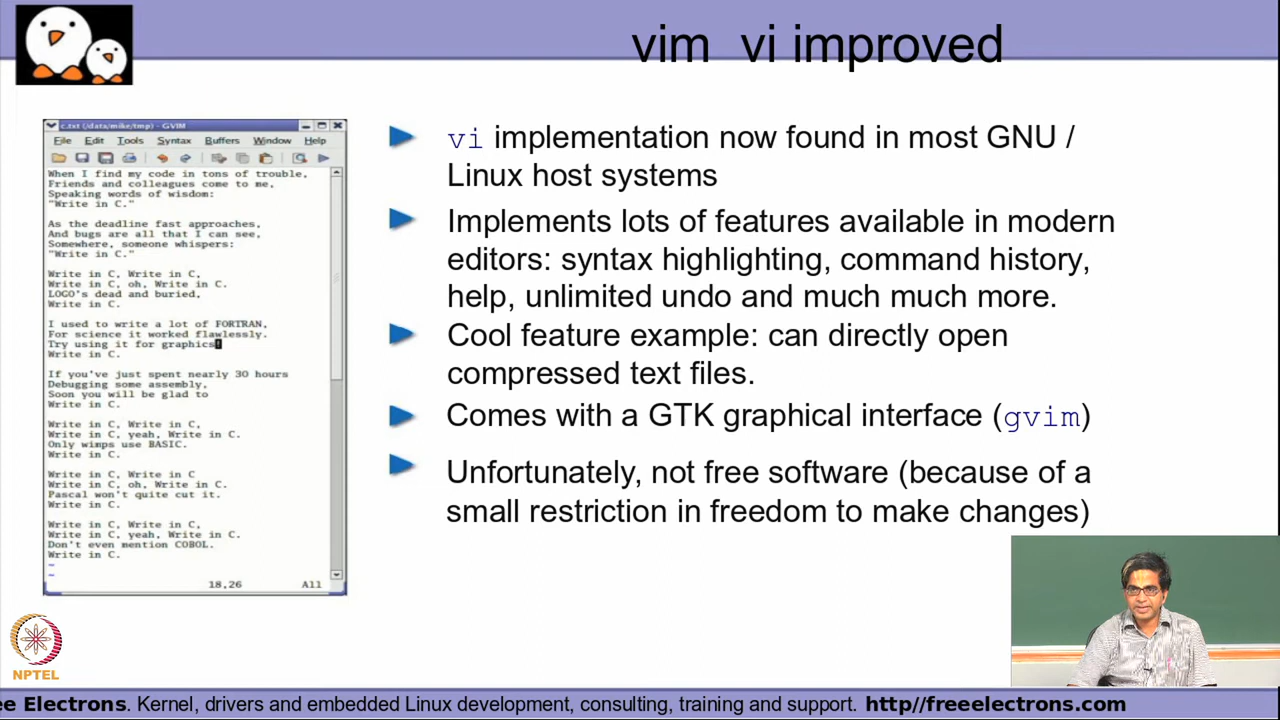 vim vi improved
c.txt (/data/mike/tmp) - GVIM
File Edit Tools Syntax Buffers Window Help
When I find my code in tons of trouble,
Friends and colleagues come to me,
Speaking words of wisdom:
"Write in C."
As the deadline fast approaches,
And bugs are all that I can see,
Somewhere, someone whispers:
"Write in C."
Write in C, Write in C,
Write in C, oh, Write in C.
LOGO's dead and buried,
Write in C.
I used to write a lot of FORTRAN,
For science it worked flawlessly.
Try using it for graphics!
Write in C.
If you've just spent nearly 30 hours
Debugging some assembly,
Soon you will be glad to
Write in C.
Write in C, Write in C,
Write in C, yeah, Write in C.
Only wimps use BASIC.
Write in C.
Write in C, Write in C
Write in C, oh, Write in C.
Pascal won't quite cut it.
Write in C.
Write in C, Write in C,
Write in C, yeah, Write in C.
Don't even mention COBOL.
Write in C.
~
~
18,26 All
vi implementation now found in most GNU /
Linux host systems
Implements lots of features available in modern
editors: syntax highlighting, command history,
help, unlimited undo and much much more.
Cool feature example: can directly open
compressed text files.
Comes with a GTK graphical interface (gvim)
Unfortunately, not free software (because of a
small restriction in freedom to make changes)
NPTEL
ee Electrons. Kernel, drivers and embedded Linux development, consulting, training and support. http//freeelectrons.com